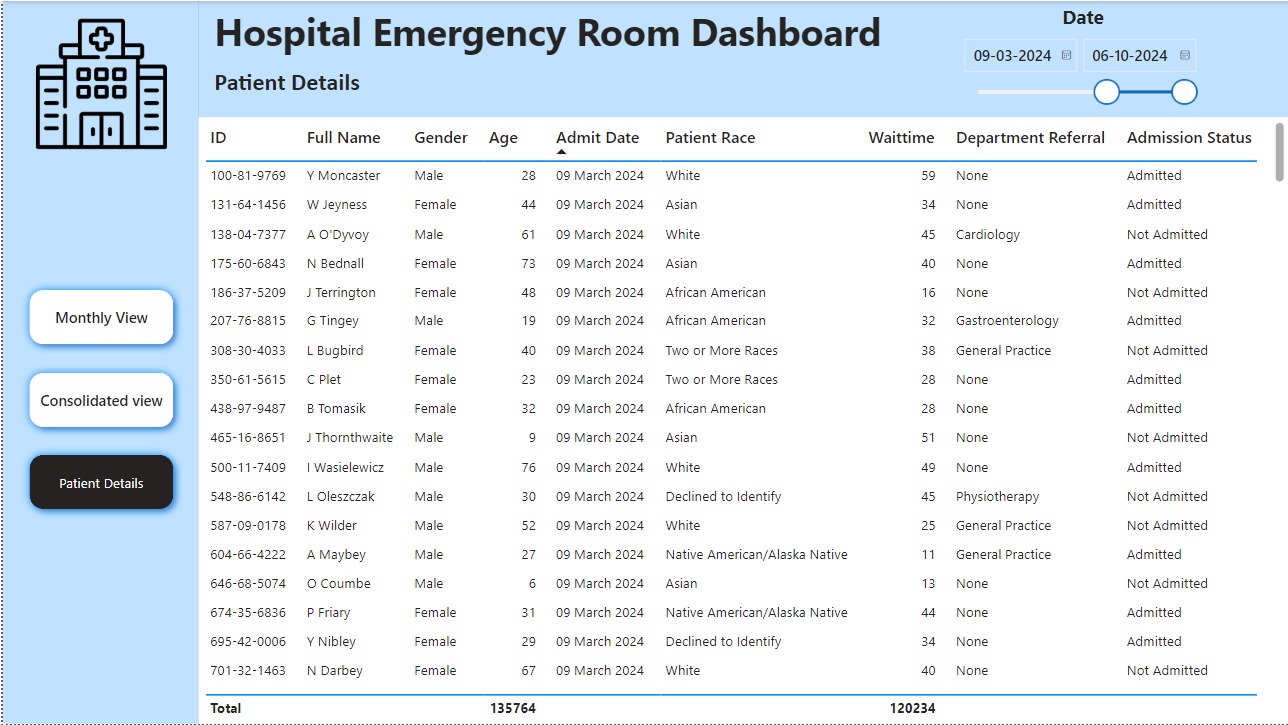 Hospital Emergency Room Dashboard
Patient Details
Date
09-03-2024 06-10-2024
ID Full Name Gender Age Admit Date Patient Race Waittime Department Referral Admission Status
100-81-9769 Y Moncaster Male 28 09 March 2024 White 59 None Admitted
131-64-1456 W Jeyness Female 44 09 March 2024 Asian 34 None Admitted
138-04-7377 A O'Dyvoy Male 61 09 March 2024 White 45 Cardiology Not Admitted
175-60-6843 N Bednall Female 73 09 March 2024 Asian 40 None Admitted
186-37-5209 J Terrington Female 48 09 March 2024 African American 16 None Not Admitted
207-76-8815 G Tingey Male 19 09 March 2024 African American 32 Gastroenterology Admitted
308-30-4033 L Bugbird Female 40 09 March 2024 Two or More Races 38 General Practice Not Admitted
350-61-5615 C Plet Female 23 09 March 2024 Two or More Races 28 None Admitted
438-97-9487 B Tomasik Female 32 09 March 2024 African American 28 None Admitted
465-16-8651 J Thornthwaite Male 9 09 March 2024 Asian 51 None Not Admitted
500-11-7409 I Wasielewicz Male 76 09 March 2024 White 49 None Admitted
548-86-6142 L Oleszczak Male 30 09 March 2024 Declined to Identify 45 Physiotherapy Not Admitted
587-09-0178 K Wilder Male 52 09 March 2024 White 25 General Practice Not Admitted
604-66-4222 A Maybey Male 27 09 March 2024 Native American/Alaska Native 11 General Practice Admitted
646-68-5074 O Coumbe Male 6 09 March 2024 Asian 13 None Not Admitted
674-35-6836 P Friary Female 31 09 March 2024 Native American/Alaska Native 44 None Admitted
695-42-0006 Y Nibley Female 29 09 March 2024 Declined to Identify 34 None Admitted
701-32-1463 N Darbey Female 67 09 March 2024 White 40 None Not Admitted
Total 135764 120234
Monthly View
Consolidated view
Patient Details